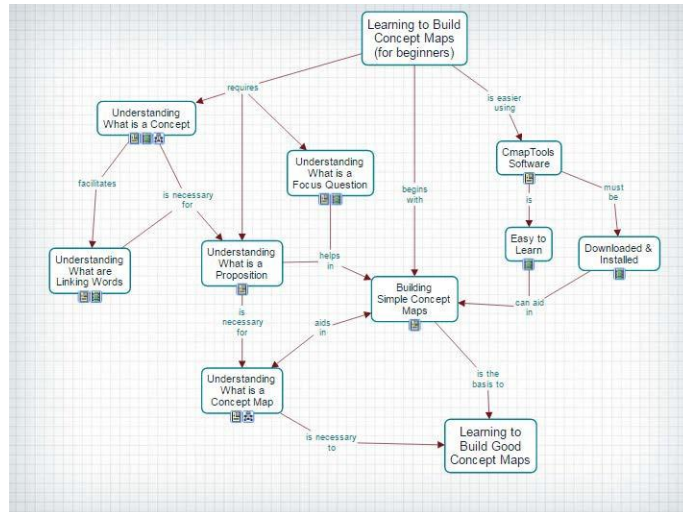 Learning to Build
Concept Maps
(for beginners)
requires
is easier
using
Understanding
What is a Concept
Understanding
What is a
Focus Question
CmapTools
Software
facilitates
is necessary
for
begins
with
is
must
be
Understanding
What are
Linking Words
Understanding
What is a
Proposition
helps
in
Easy to
Learn
Downloaded &
Installed
Building
Simple Concept
Maps
can aid
in
is
necessary
for
aids
in
Understanding
What is a
Concept Map
is the
basis to
is necessary
to
Learning to
Build Good
Concept Maps